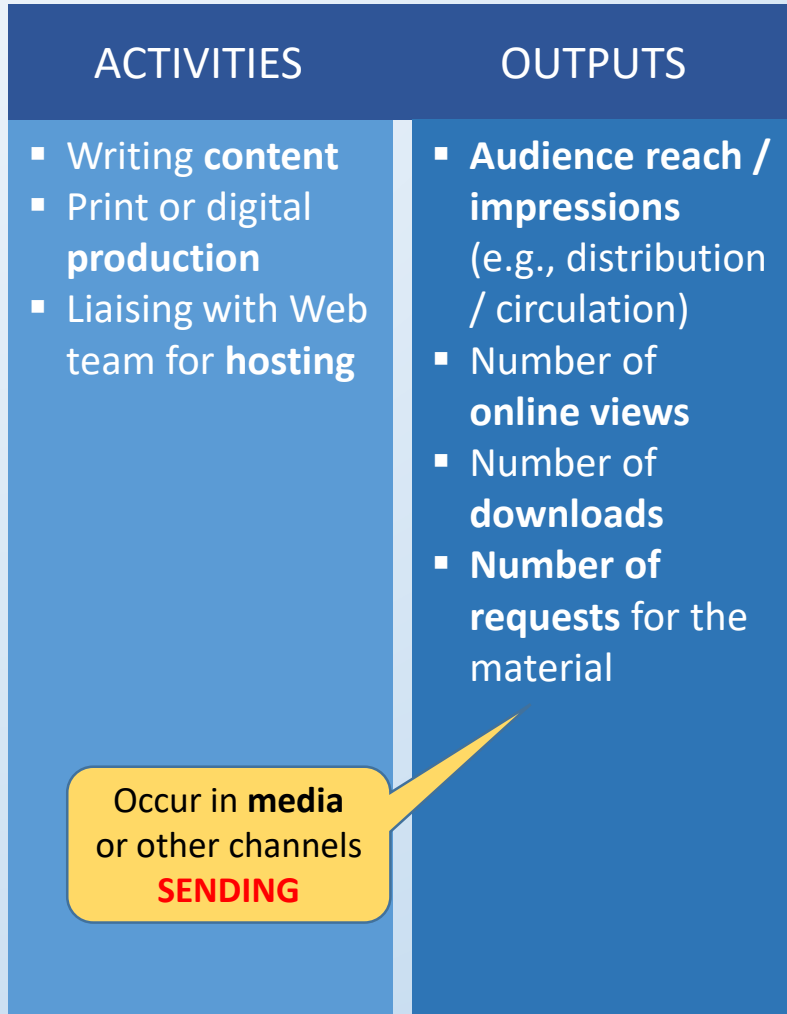 ACTIVITIES
▪ Writing content
▪ Print or digital
production
▪ Liaising with Web
team for hosting
OUTPUTS
▪ Audience reach /
impressions
(e.g., distribution
/ circulation)
▪ Number of
online views
▪ Number of
downloads
▪ Number of
requests for the
material
Occur in media
or other channels
SENDING